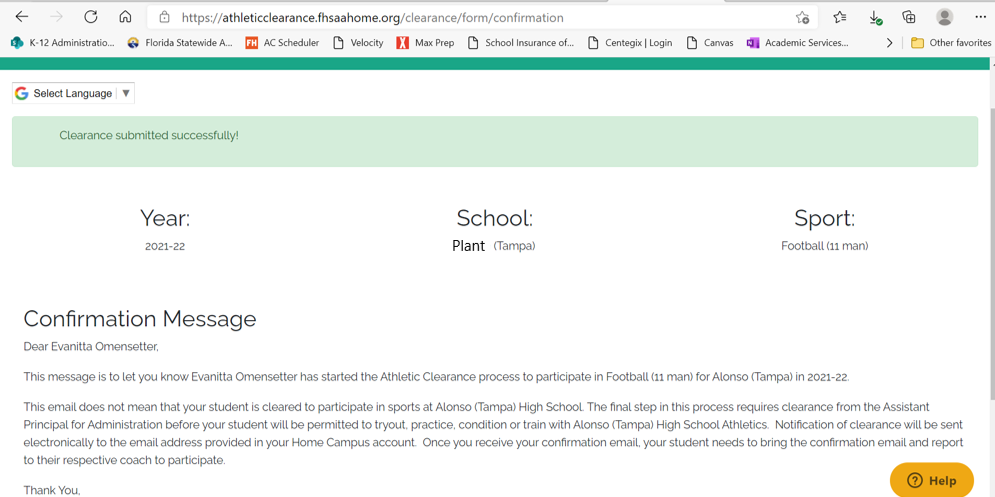 https://athleticclearance.fhsaahome.org/clearance/form/confirmation
K-12 Administratio... Florida Statewide A... FH AC Scheduler Velocity X Max Prep School Insurance of... Centegix | Login Canvas Academic Services... Other favorites
G Select Language ▼
Clearance submitted successfully!
Year: School: Sport:
2021-22 Plant (Tampa) Football (11 man)
Confirmation Message
Dear Evanitta Omensetter,
This message is to let you know Evanitta Omensetter has started the Athletic Clearance process to participate in Football (11 man) for Alonso (Tampa) in 2021-22.
This email does not mean that your student is cleared to participate in sports at Alonso (Tampa) High School. The final step in this process requires clearance from the Assistant
Principal for Administration before your student will be permitted to tryout, practice, condition or train with Alonso (Tampa) High School Athletics. Notification of clearance will be sent
electronically to the email address provided in your Home Campus account. Once you receive your confirmation email, your student needs to bring the confirmation email and report
to their respective coach to participate.
Thank You,
? Help